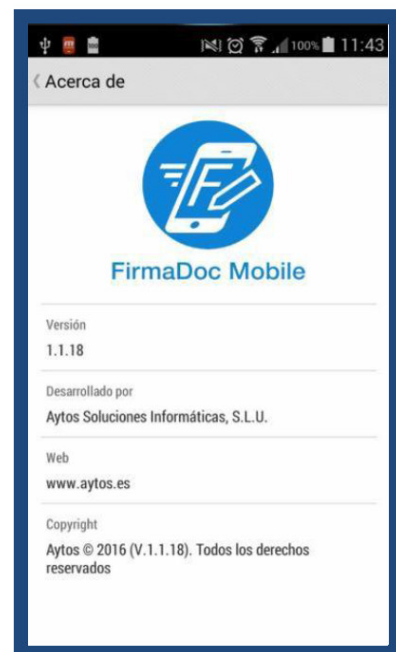 100% 11:43
Acerca de
FirmaDoc Mobile
Versión
1.1.18
Desarrollado por
Aytos Soluciones Informáticas, S.L.U.
Web
www.aytos.es
Copyright
Aytos © 2016 (V.1.1.18). Todos los derechos
reservados